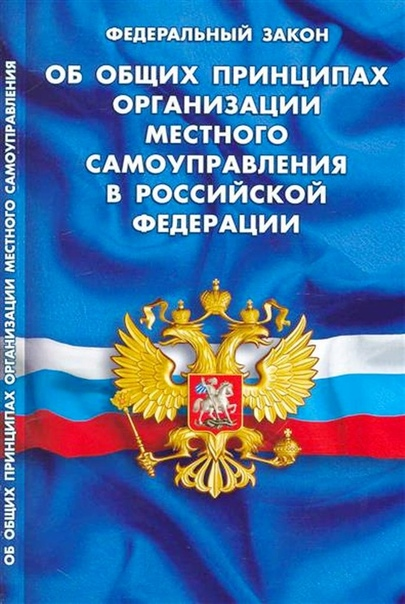 ФЕДЕРАЛЬНЫЙ ЗАКОН
ОБ ОБЩИХ ПРИНЦИПАХ
ОРГАНИЗАЦИИ
МЕСТНОГО
САМОУПРАВЛЕНИЯ
В РОССИЙСКОЙ
ФЕДЕРАЦИИ
ОБ ОБЩИХ ПРИНЦИПАХ ОРГАНИЗАЦИИ МЕСТНОГО САМОУПРАВЛЕНИЯ